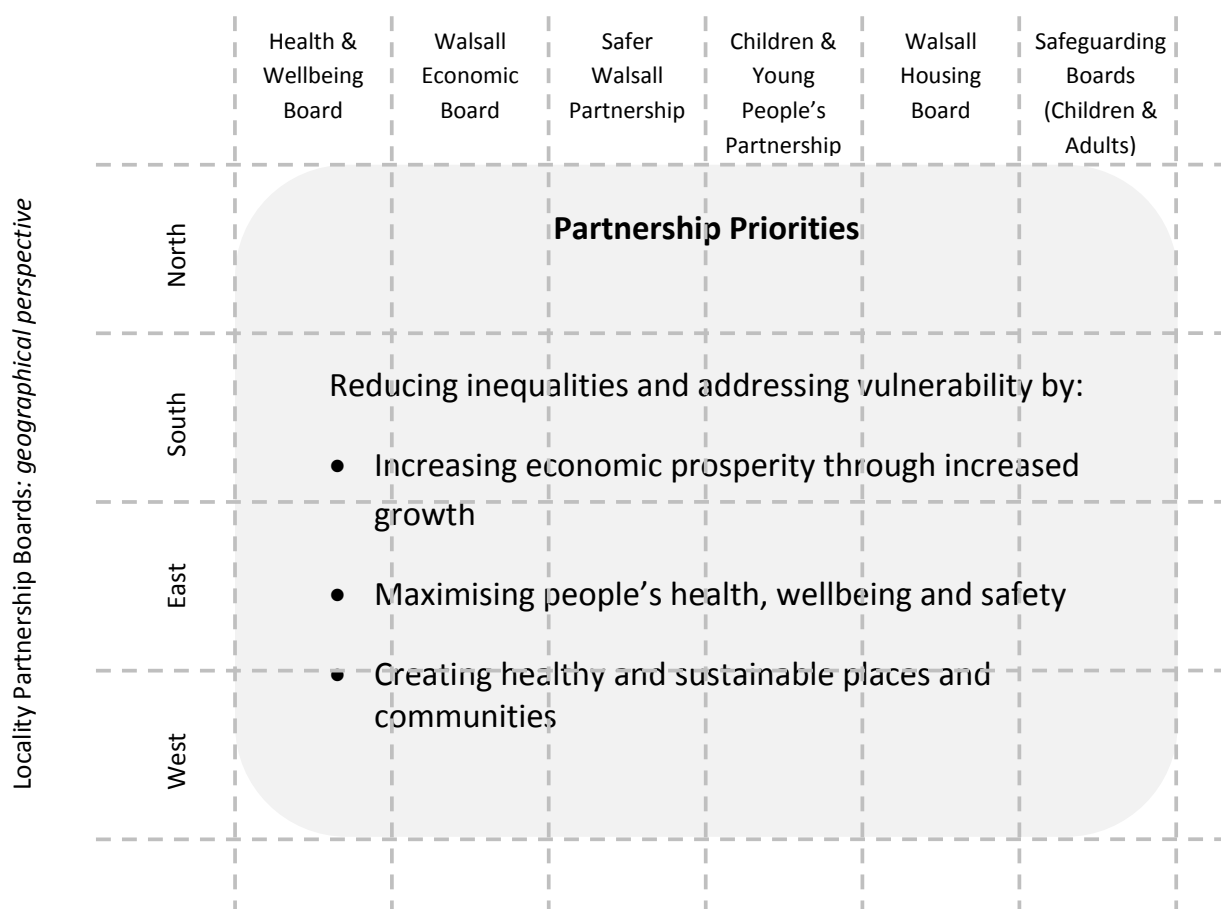 Health &
Wellbeing
Board
Walsall
Economic
Board
Safer
Walsall
Partnership
Children &
Young
People’s
Partnership
Walsall
Housing
Board
Safeguarding
Boards
(Children &
Adults)
Locality Partnership Boards: geographical perspective
North
South
East
West
Partnership Priorities
Reducing inequalities and addressing vulnerability by:
• Increasing economic prosperity through increased
growth
• Maximising people’s health, wellbeing and safety
• Creating healthy and sustainable places and
communities